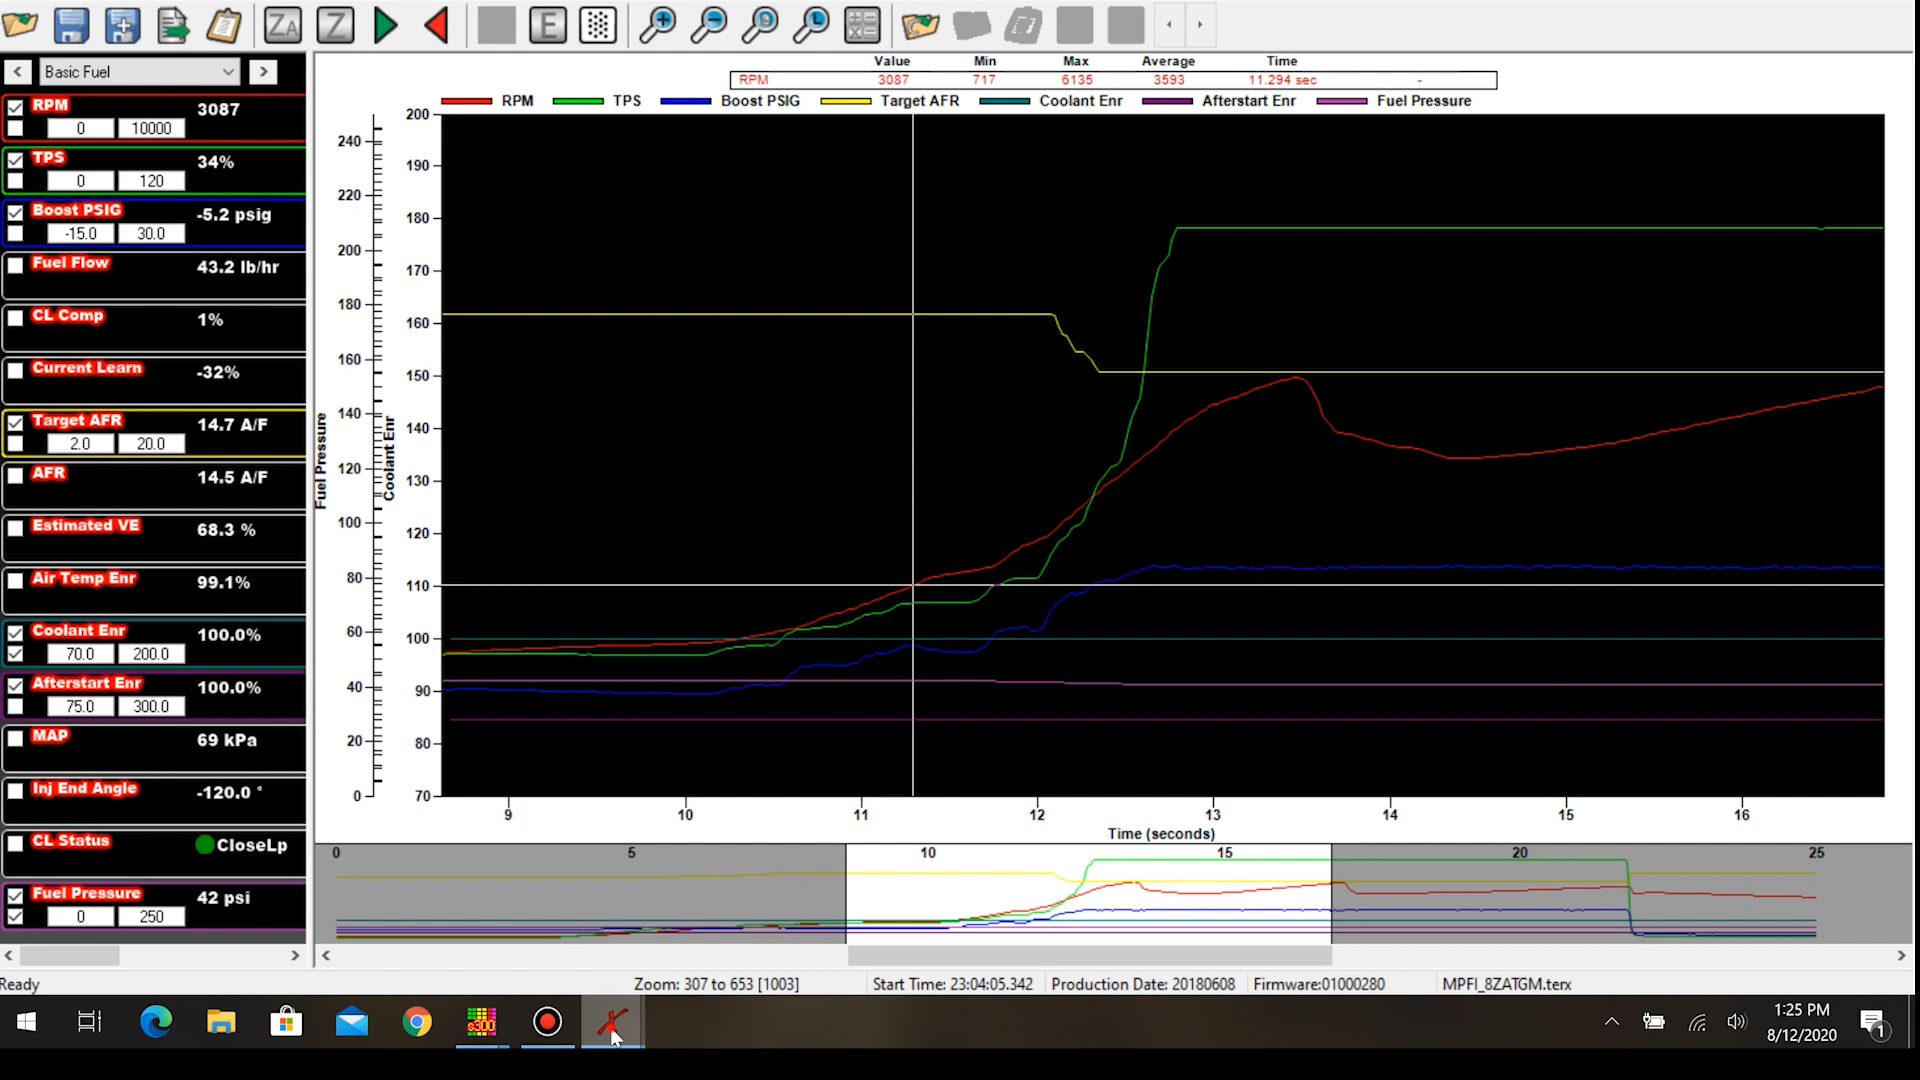 ZA Z E
Value Min Max Average Time
RPM 3087 717 6135 3593 11.294 sec -
RPM TPS Boost PSIG Target AFR Coolant Enr Afterstart Enr Fuel Pressure
< Basic Fuel >
RPM 3087
0 10000
TPS 34%
0 120
Boost PSIG -5.2 psig
-15.0 30.0
Fuel Flow 43.2 lb/hr
CL Comp 1%
Current Learn -32%
Target AFR 14.7 A/F
2.0 20.0
AFR 14.5 A/F
Estimated VE 68.3 %
Air Temp Enr 99.1%
Coolant Enr 100.0%
70.0 200.0
Afterstart Enr 100.0%
75.0 300.0
MAP 69 kPa
Inj End Angle -120.0 °
CL Status CloseLp
Fuel Pressure 42 psi
0 250
Fuel Pressure
240
220
200
180
160
140
120
100
80
60
40
20
0
Coolant Enr
200
190
180
170
160
150
140
130
120
110
100
90
80
70
9 10 11 12 13 14 15 16
Time (seconds)
0 5 10 15 20 25
Ready Zoom: 307 to 653 [1003] Start Time: 23:04:05.342 Production Date: 20180608 Firmware:01000280 MPFI_8ZATGM.terx
s300
1:25 PM
8/12/2020
1